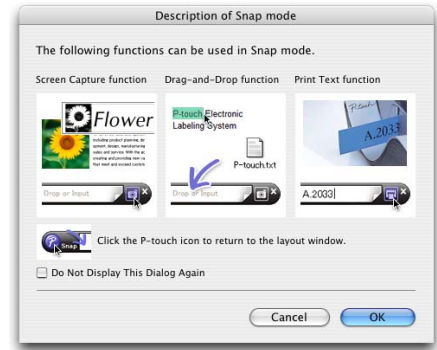 Description of Snap mode
The following functions can be used in Snap mode.
Screen Capture function
Drag-and-Drop function
Print Text function
Flower
P-touch Electronic
Labeling System
P-touch.txt
A.2033
Drop or Input
Drop or Input
A.2033
Snap
Click the P-touch icon to return to the layout window.
Do Not Display This Dialog Again
Cancel
OK